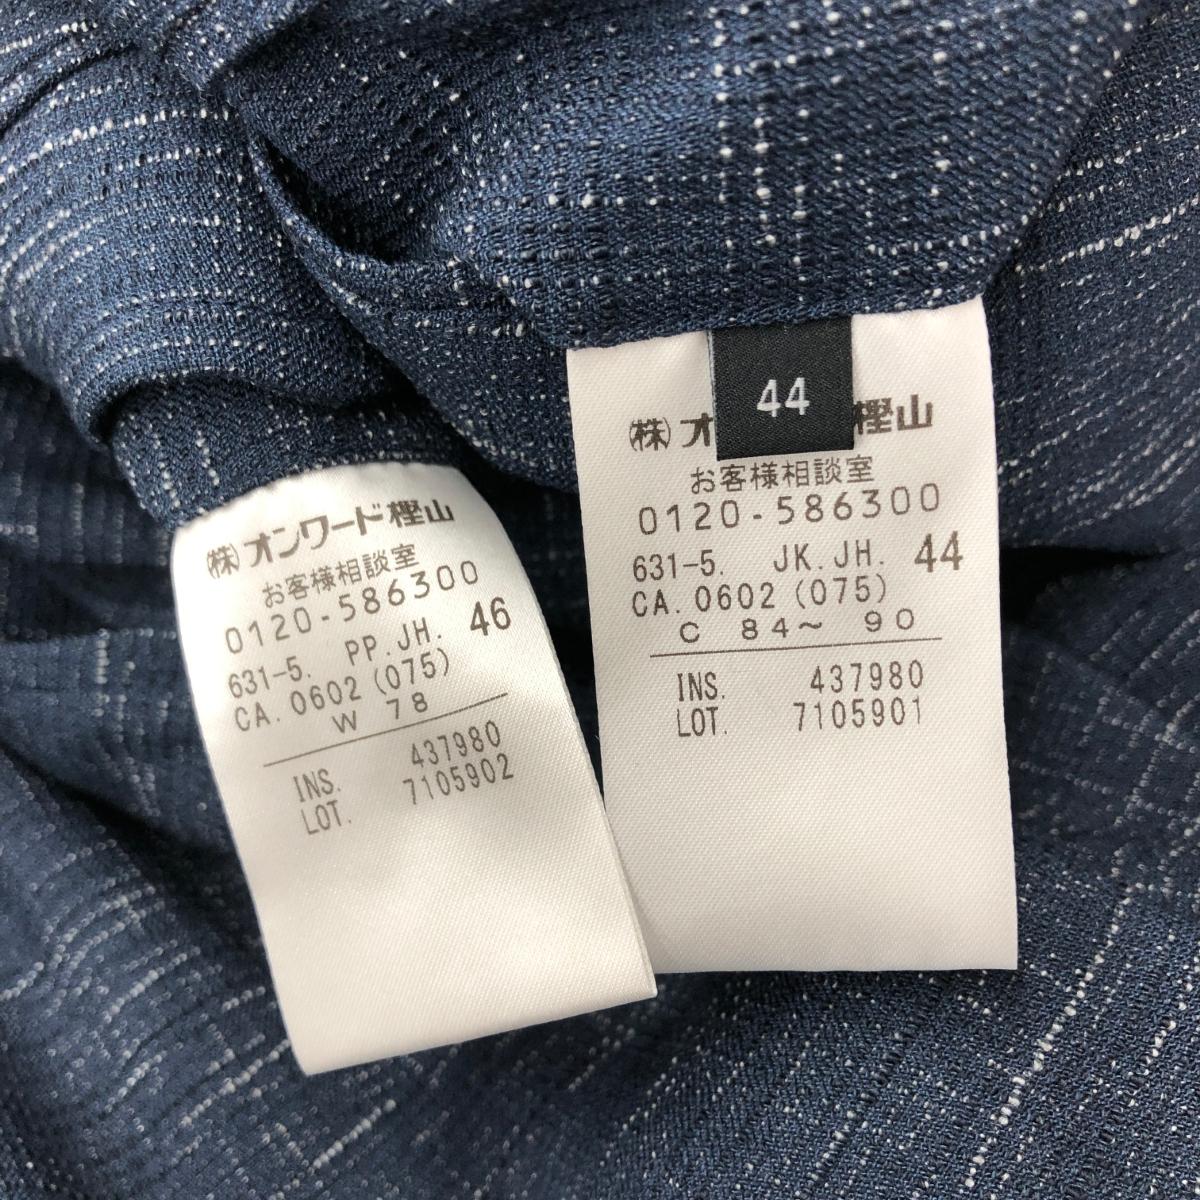 ㈱オンワード樫山
お客様相談室
0120-586300
631-5. PP.JH. 46
CA.0602(075)
W 78
INS. 437980
LOT. 7105902
44
㈱オ 樫山
お客様相談室
0120-586300
631-5. JK.JH. 44
CA.0602(075)
C 84～ 90
INS. 437980
LOT. 7105901